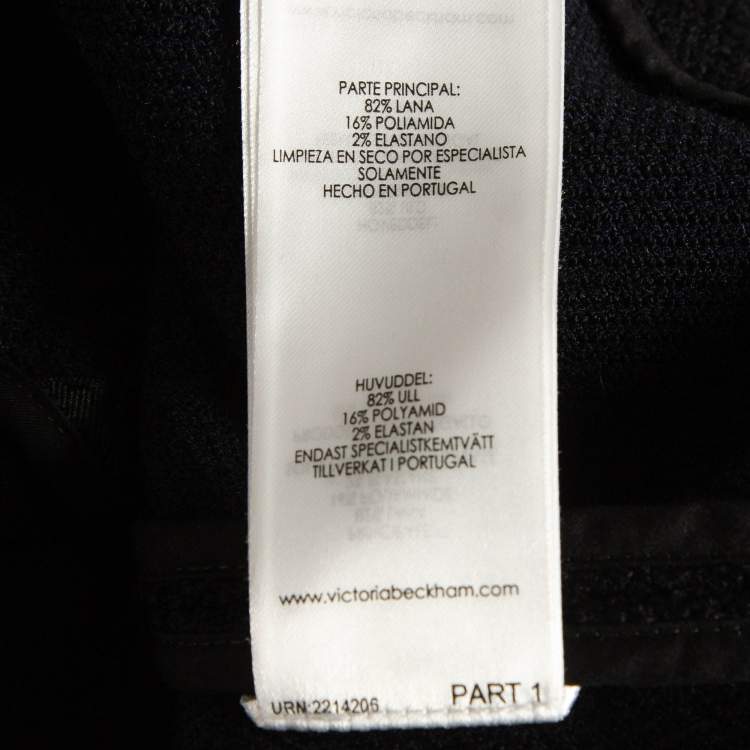 PARTE PRINCIPAL:
82% LANA
16% POLIAMIDA
2% ELASTANO
LIMPIEZA EN SECO POR ESPECIALISTA
SOLAMENTE
HECHO EN PORTUGAL
HUVUDDEL:
82% ULL
16% POLYAMID
2% ELASTAN
ENDAST SPECIALISTKEMTVÄTT
TILLVERKAT I PORTUGAL
www.victoriabeckham.com
URN:2214206 PART 1